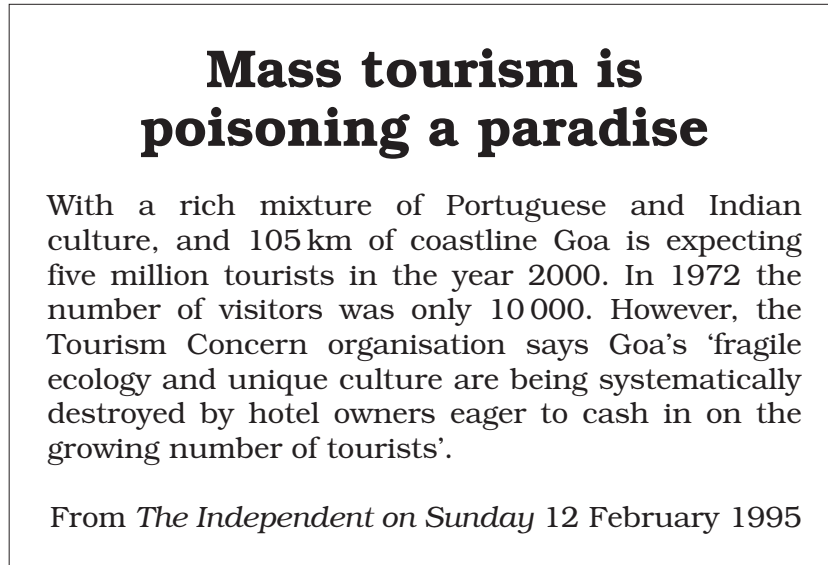 Mass tourism is
poisoning a paradise
With a rich mixture of Portuguese and Indian
culture, and 105 km of coastline Goa is expecting
five million tourists in the year 2000. In 1972 the
number of visitors was only 10 000. However, the
Tourism Concern organisation says Goa's ‘fragile
ecology and unique culture are being systematically
destroyed by hotel owners eager to cash in on the
growing number of tourists’.
From The Independent on Sunday 12 February 1995